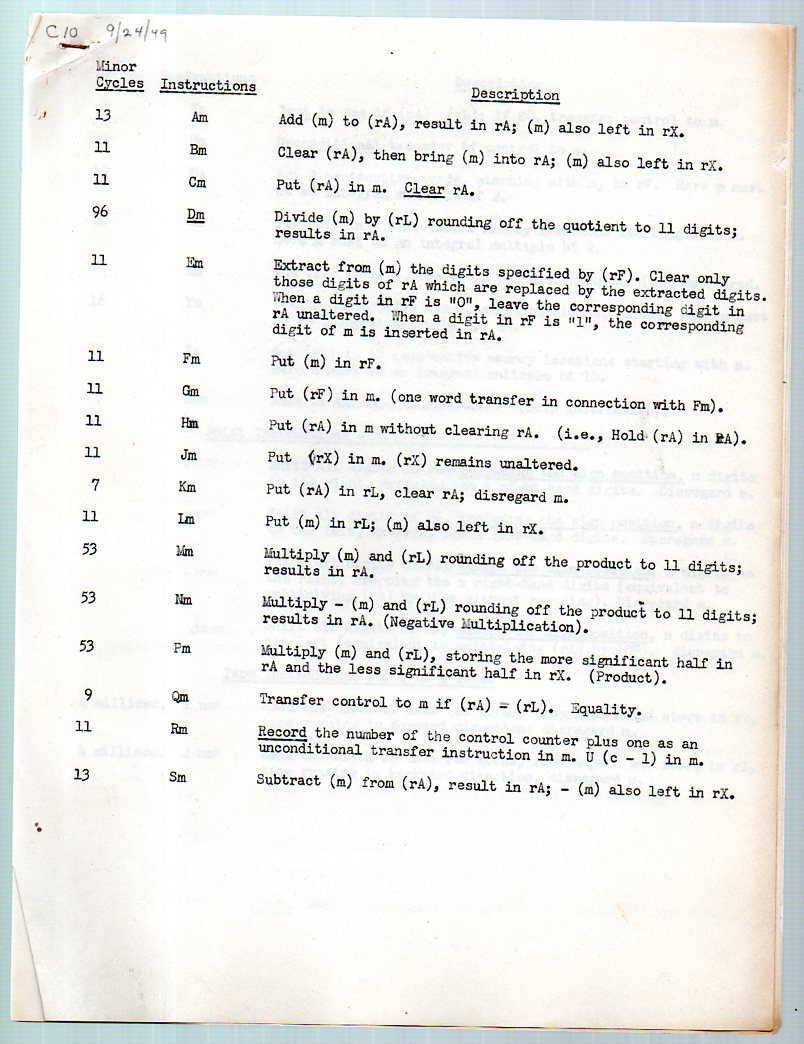 C10 9/24/49
Minor
Cycles Instructions Description
13 Am Add (m) to (rA), result in rA; (m) also left in rX.
11 Bm Clear (rA), then bring (m) into rA; (m) also left in rX.
11 Cm Put (rA) in m. Clear rA.
96 Dm Divide (m) by (rL) rounding off the quotient to 11 digits;
results in rA.
11 Em Extract from (m) the digits specified by (rF). Clear only
those digits of rA which are replaced by the extracted digits.
When a digit in rF is "0", leave the corresponding digit in
rA unaltered. When a digit in rF is "1", the corresponding
digit of m is inserted in rA.
11 Fm Put (m) in rF.
11 Gm Put (rF) in m. (one word transfer in connection with Fm).
11 Hm Put (rA) in m without clearing rA. (i.e., Hold (rA) in rA).
11 Jm Put (rX) in m. (rX) remains unaltered.
7 Km Put (rA) in rL, clear rA; disregard m.
11 Lm Put (m) in rL; (m) also left in rX.
53 Mm Multiply (m) and (rL) rounding off the product to 11 digits;
results in rA.
53 Nm Multiply - (m) and (rL) rounding off the product to 11 digits;
results in rA. (Negative Multiplication).
53 Pm Multiply (m) and (rL), storing the more significant half in
rA and the less significant half in rX. (Product).
9 Qm Transfer control to m if (rA) = (rL). Equality.
11 Rm Record the number of the control counter plus one as an
unconditional transfer instruction in m. U (c - 1) in m.
13 Sm Subtract (m) from (rA), result in rA; - (m) also left in rX.